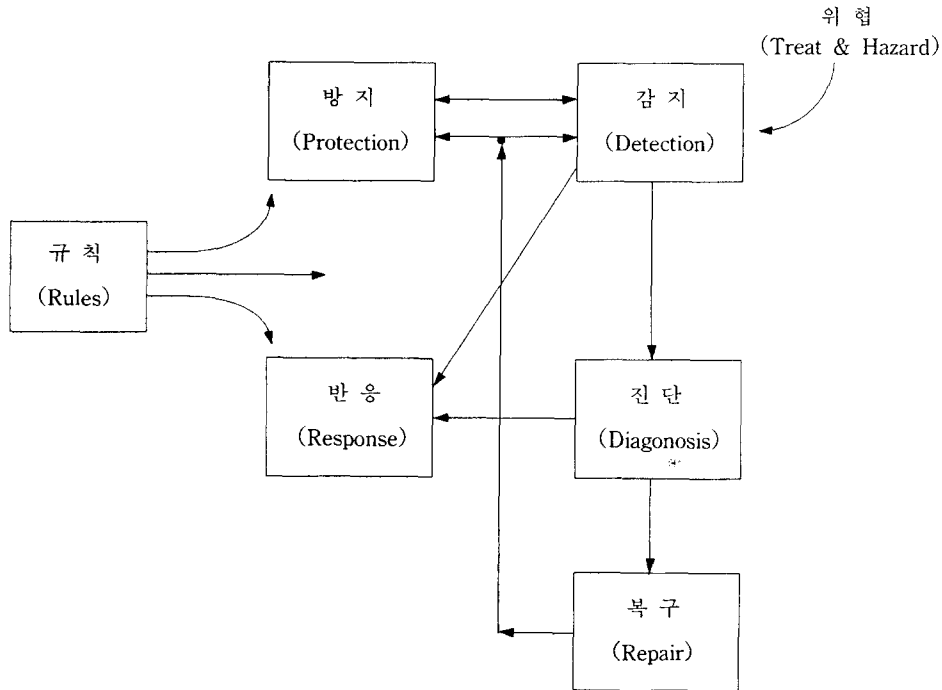 위 협
(Treat & Hazard)
방 지
(Protection)
감 지
(Detection)
규 칙
(Rules)
반 응
(Response)
진 단
(Diagonosis)
복 구
(Repair)